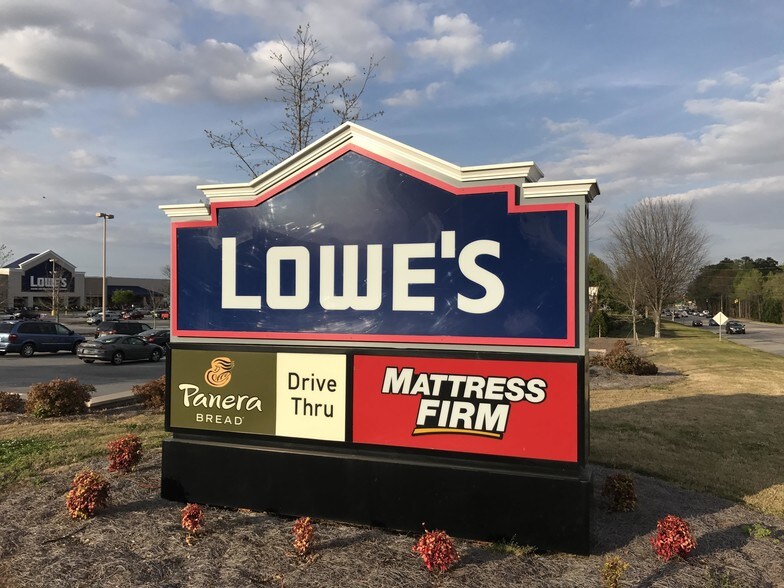 LOWE'S
LOWE'S
Panera
BREAD®
Drive
Thru
MATTRESS
FIRM